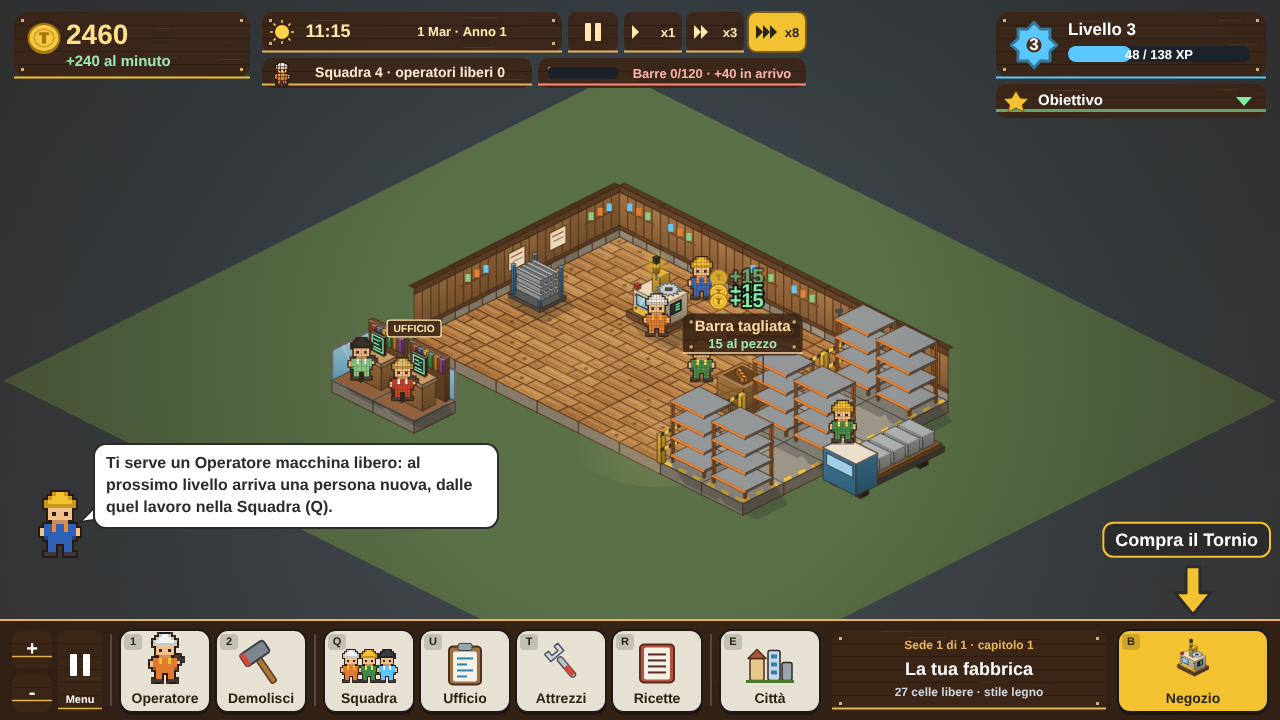 2460
+240 al minuto
11:15
1 Mar · Anno 1
x1
x3
x8
Squadra 4 · operatori liberi 0
Barre 0/120 · +40 in arrivo
3
Livello 3
48 / 138 XP
Obiettivo
+15
+15
+15
Barra tagliata
15 al pezzo
UFFICIO
Ti serve un Operatore macchina libero: al
prossimo livello arriva una persona nuova, dalle
quel lavoro nella Squadra (Q).
Compra il Tornio
+
-
Menu
1
Operatore
2
Demolisci
Q
Squadra
U
Ufficio
T
Attrezzi
R
Ricette
E
Città
Sede 1 di 1 · capitolo 1
La tua fabbrica
27 celle libere · stile legno
B
Negozio